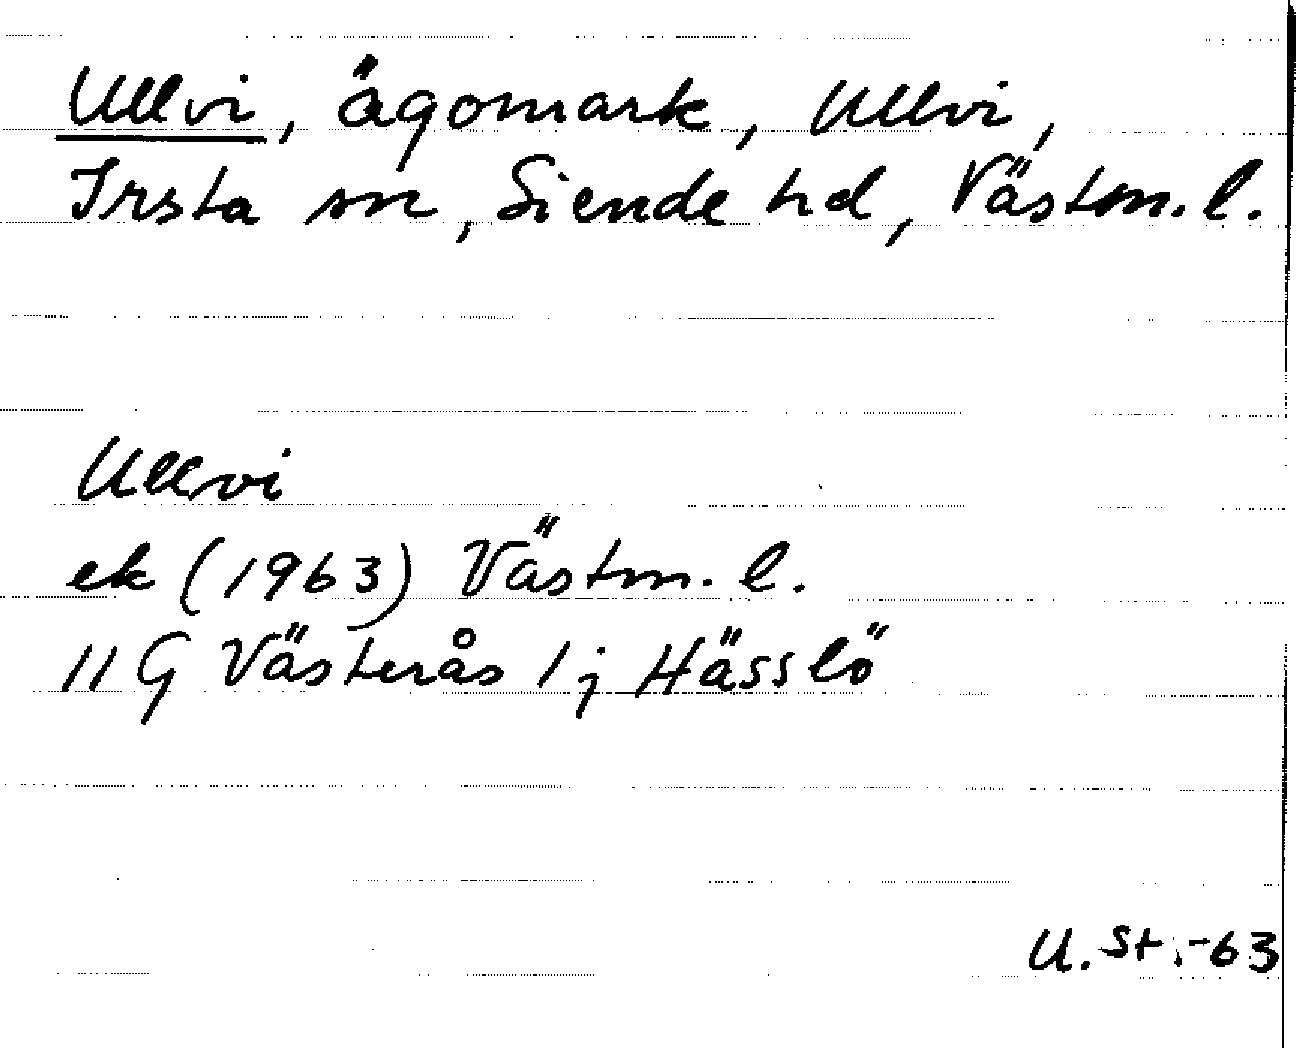 Ullvi, ägomark, Ullvi,
Irsta sn, Siende hd, Västm. l.
Ullvi
ek (1963) Västm. l.
11 G Västerås 1 j Hässlö
U. St. -63